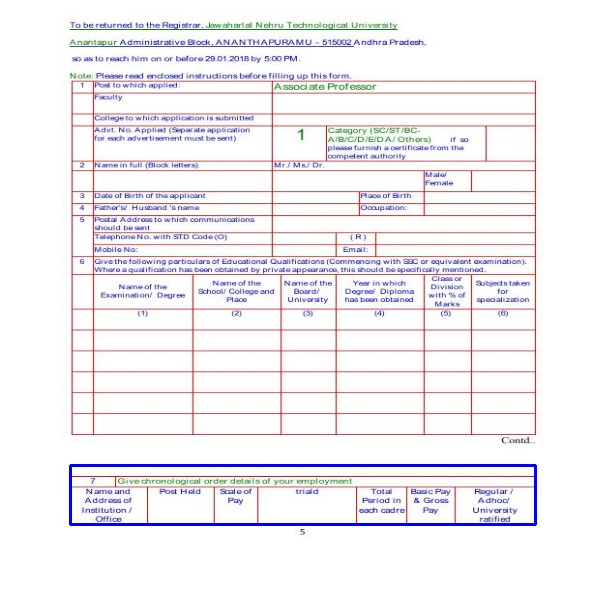 To be returned to the Registrar, Jawaharlal Nehru Technological University
Anantapur Administrative Block, ANANTHAPURAMU – 515002 Andhra Pradesh,
so as to reach him on or before 29.01.2018 by 5:00 PM.
Note: Please read enclosed instructions before filling up this form.
1 Post to which applied: Associate Professor
Faculty
College to which application is submitted
Advt. No. Applied (Separate application
for each advertisement must be sent)
1
Category (SC/ST/BC-
A/B/C/D/E/DA/ Others) if so
please furnish a certificate from the
competent authority
2 Name in full (Block letters) Mr./ Ms./ Dr.
Male/
Female
3 Date of Birth of the applicant Place of Birth
4 Father's/ Husband 's name Occupation:
5 Postal Address to which communications
should be sent
Telephone No. with STD Code (O) ( R )
Mobile No: Email:
6 Give the following particulars of Educational Qualifications (Commencing with SSC or equivalent examination).
Where a qualification has been obtained by private appearance, this should be specifically mentioned.
Name of the
Examination/ Degree
Name of the
School/ College and
Place
Name of the
Board/
University
Year in which
Degree/ Diploma
has been obtained
Class or
Division
with % of
Marks
Subjects taken
for
specialization
(1) (2) (3) (4) (5) (6)
Contd..
7 Give chronological order details of your employment
Name and
Address of
Institution /
Office
Post Held
Scale of
Pay
triald
Total
Period in
each cadre
Basic Pay
& Gross
Pay
Regular /
Adhoc/
University
ratified
5